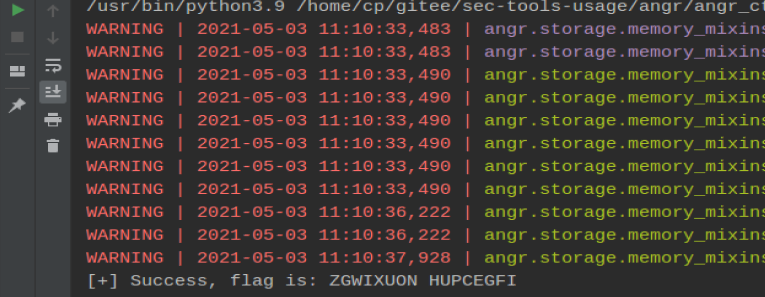 /usr/bin/python3.9 /home/cp/gitee/sec-tools-usage/angr/angr_ct
WARNING | 2021-05-03 11:10:33,483 | angr.storage.memory_mixins
WARNING | 2021-05-03 11:10:33,483 | angr.storage.memory_mixins
WARNING | 2021-05-03 11:10:33,490 | angr.storage.memory_mixins
WARNING | 2021-05-03 11:10:33,490 | angr.storage.memory_mixins
WARNING | 2021-05-03 11:10:33,490 | angr.storage.memory_mixins
WARNING | 2021-05-03 11:10:33,490 | angr.storage.memory_mixins
WARNING | 2021-05-03 11:10:33,490 | angr.storage.memory_mixins
WARNING | 2021-05-03 11:10:33,490 | angr.storage.memory_mixins
WARNING | 2021-05-03 11:10:36,222 | angr.storage.memory_mixins
WARNING | 2021-05-03 11:10:36,222 | angr.storage.memory_mixins
WARNING | 2021-05-03 11:10:37,928 | angr.storage.memory_mixins
[+] Success, flag is: ZGWIXUON HUPCEGFI